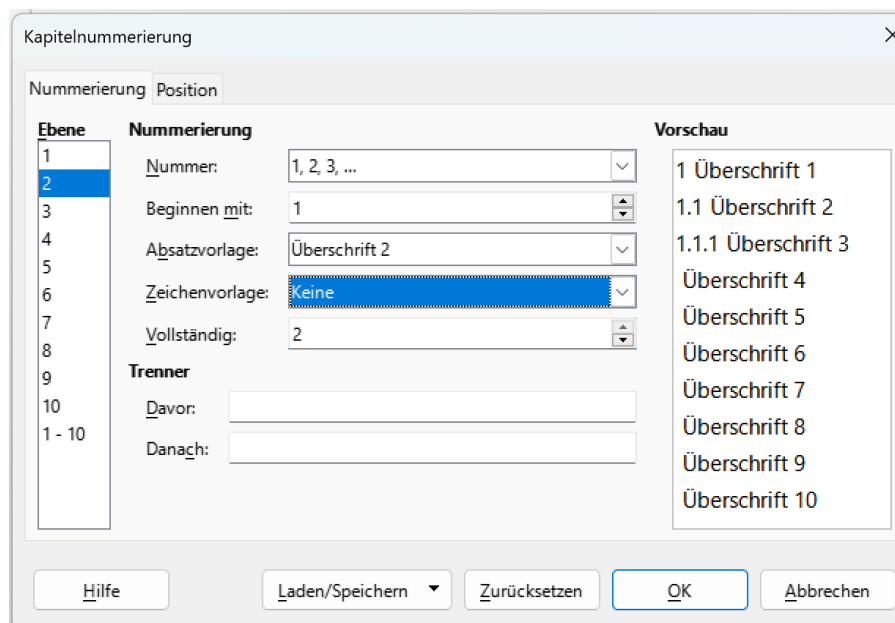 Kapitelnummerierung
Nummerierung Position
Ebene
1
2
3
4
5
6
7
8
9
10
1 - 10
Nummerierung
Nummer: 1, 2, 3, ...
Beginnen mit: 1
Absatzvorlage: Überschrift 2
Zeichenvorlage: Keine
Vollständig: 2
Trenner
Davor:
Danach:
Vorschau
1 Überschrift 1
1.1 Überschrift 2
1.1.1 Überschrift 3
Überschrift 4
Überschrift 5
Überschrift 6
Überschrift 7
Überschrift 8
Überschrift 9
Überschrift 10
Hilfe Laden/Speichern Zurücksetzen OK Abbrechen